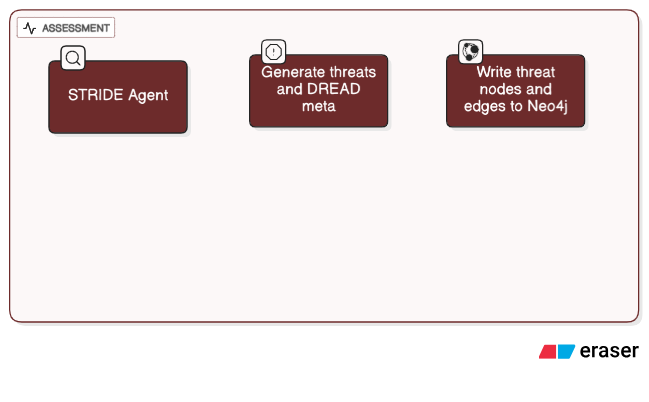 ASSESSMENT
STRIDE Agent
Generate threats
and DREAD
meta
Write threat
nodes and
edges to Neo4j
eraser